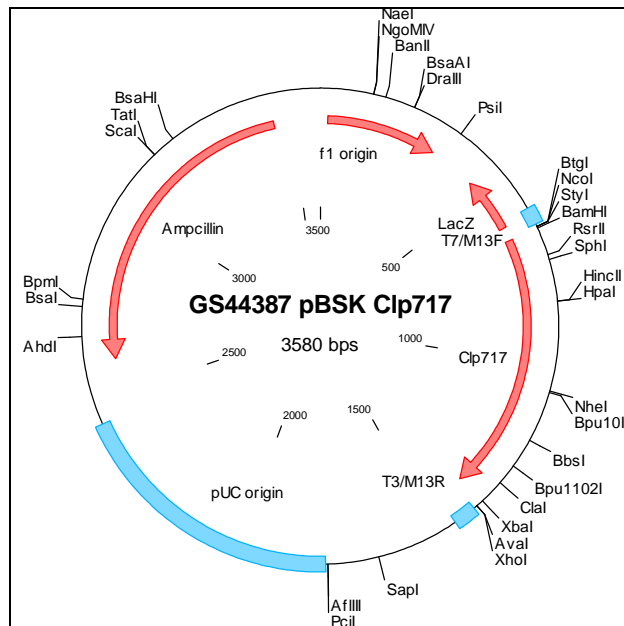 NaeI
NgoMIV
BanII
BsaAI
DraIII
PsiI
BsaHI
TatI
ScaI
f1 origin
BtgI
NcoI
StyI
BamHI
RsrII
SphI
HincII
HpaI
LacZ
T7/M13F
Ampcillin
3500
500
3000
GS44387 pBSK Clp717
3580 bps
1000
2500
Clp717
BpmI
BsaI
AhdI
1500
2000
NheI
Bpu10I
BbsI
Bpu1102I
ClaI
XbaI
AvaI
XhoI
T3/M13R
pUC origin
SapI
AflIII
PciI